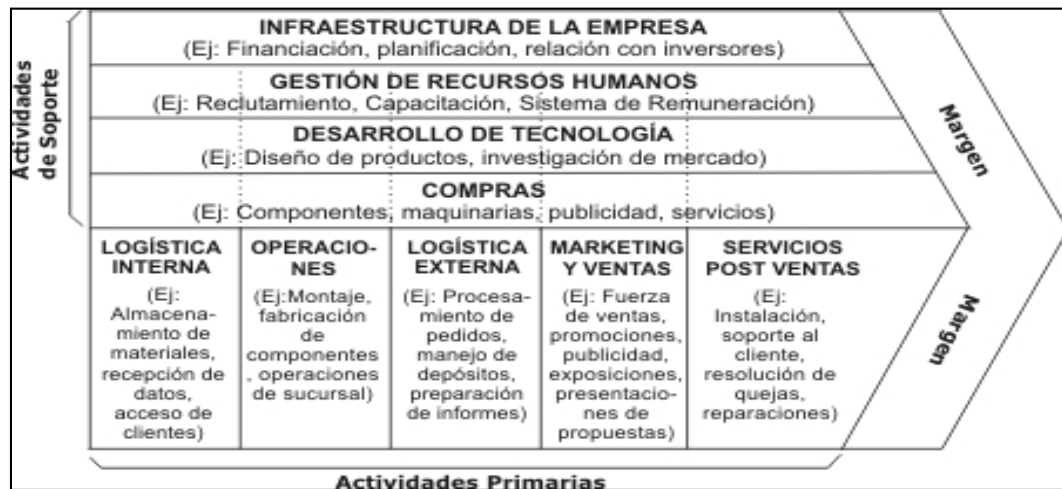 Actividades
de Soporte
INFRAESTRUCTURA DE LA EMPRESA
(Ej: Financiación, planificación, relación con inversores)
GESTIÓN DE RECURSOS HUMANOS
(Ej: Reclutamiento, Capacitación, Sistema de Remuneración)
DESARROLLO DE TECNOLOGÍA
(Ej: Diseño de productos, investigación de mercado)
COMPRAS
(Ej: Componentes, maquinarias, publicidad, servicios)
Margen
LOGÍSTICA
INTERNA
(Ej:
Almacena-
miento de
materiales,
recepción de
datos,
acceso de
clientes)
OPERACIO-
NES
(Ej:Montaje,
fabricación
de
componentes
, operaciones
de sucursal)
LOGÍSTICA
EXTERNA
(Ej: Procesa-
miento de
pedidos,
manejo de
depósitos,
preparación
de informes)
MARKETING
Y VENTAS
(Ej: Fuerza
de ventas,
promociones,
publicidad,
exposiciones,
presentacio-
nes de
propuestas)
SERVICIOS
POST VENTAS
(Ej:
Instalación,
soporte al
cliente,
resolución de
quejas,
reparaciones)
Margen
Actividades Primarias